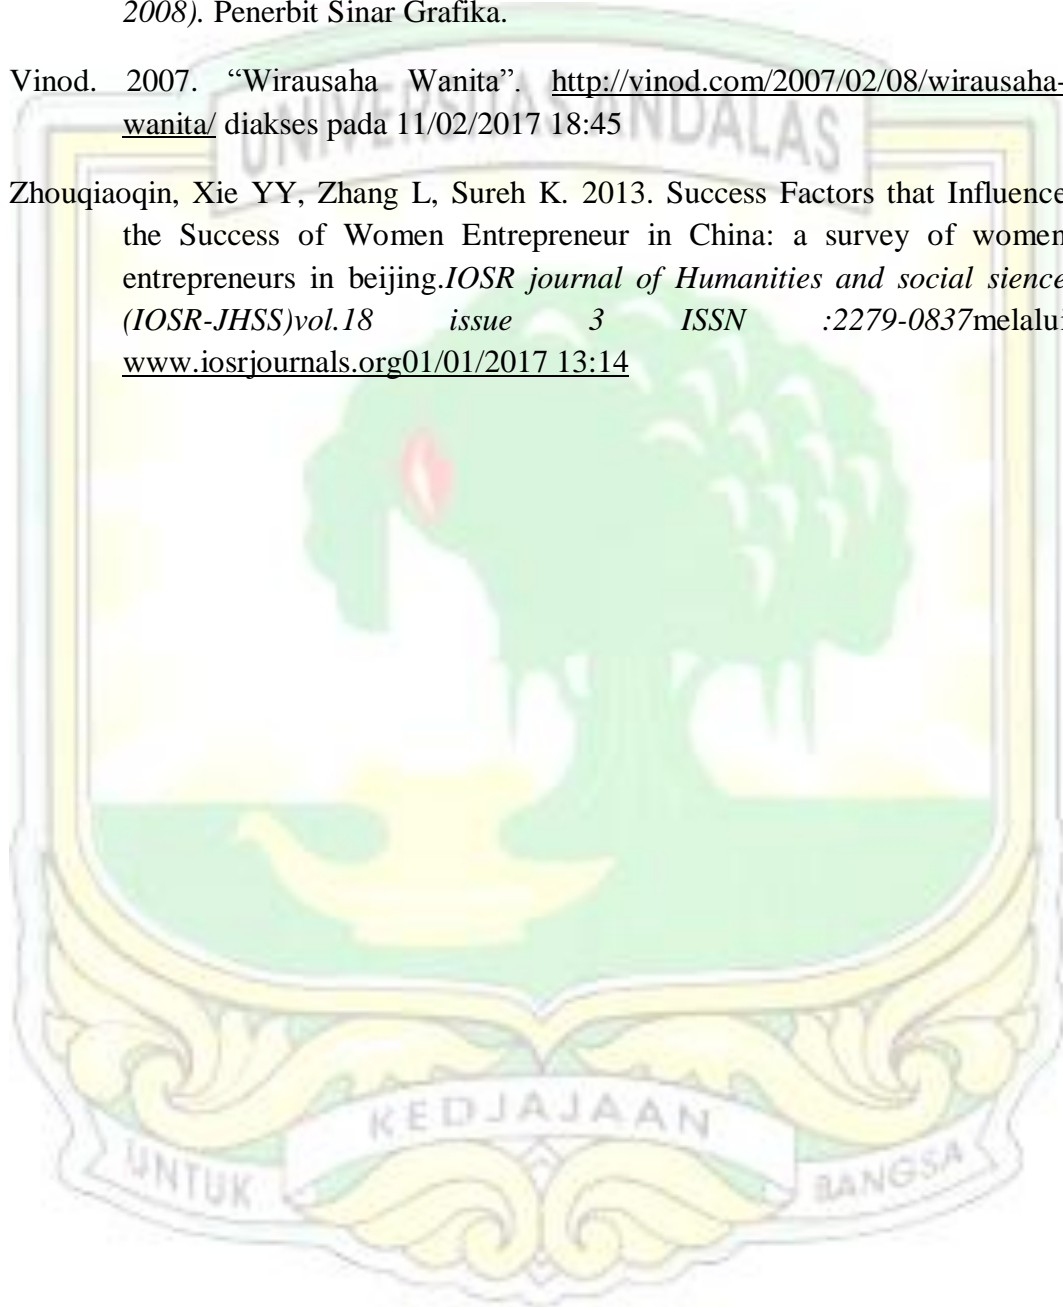 2008). Penerbit Sinar Grafika.
Vinod. 2007. “Wirausaha Wanita”. http://vinod.com/2007/02/08/wirausaha-
wanita/ diakses pada 11/02/2017 18:45
UNIVERSITAS ANDALAS
Zhouqiaoqin, Xie YY, Zhang L, Sureh K. 2013. Success Factors that Influence
the Success of Women Entrepreneur in China: a survey of women
entrepreneurs in beijing.IOSR journal of Humanities and social sience
(IOSR-JHSS)vol.18 issue 3 ISSN :2279-0837melalui
www.iosrjournals.org01/01/2017 13:14
KEDJAJAAN
UNTUK BANGSA